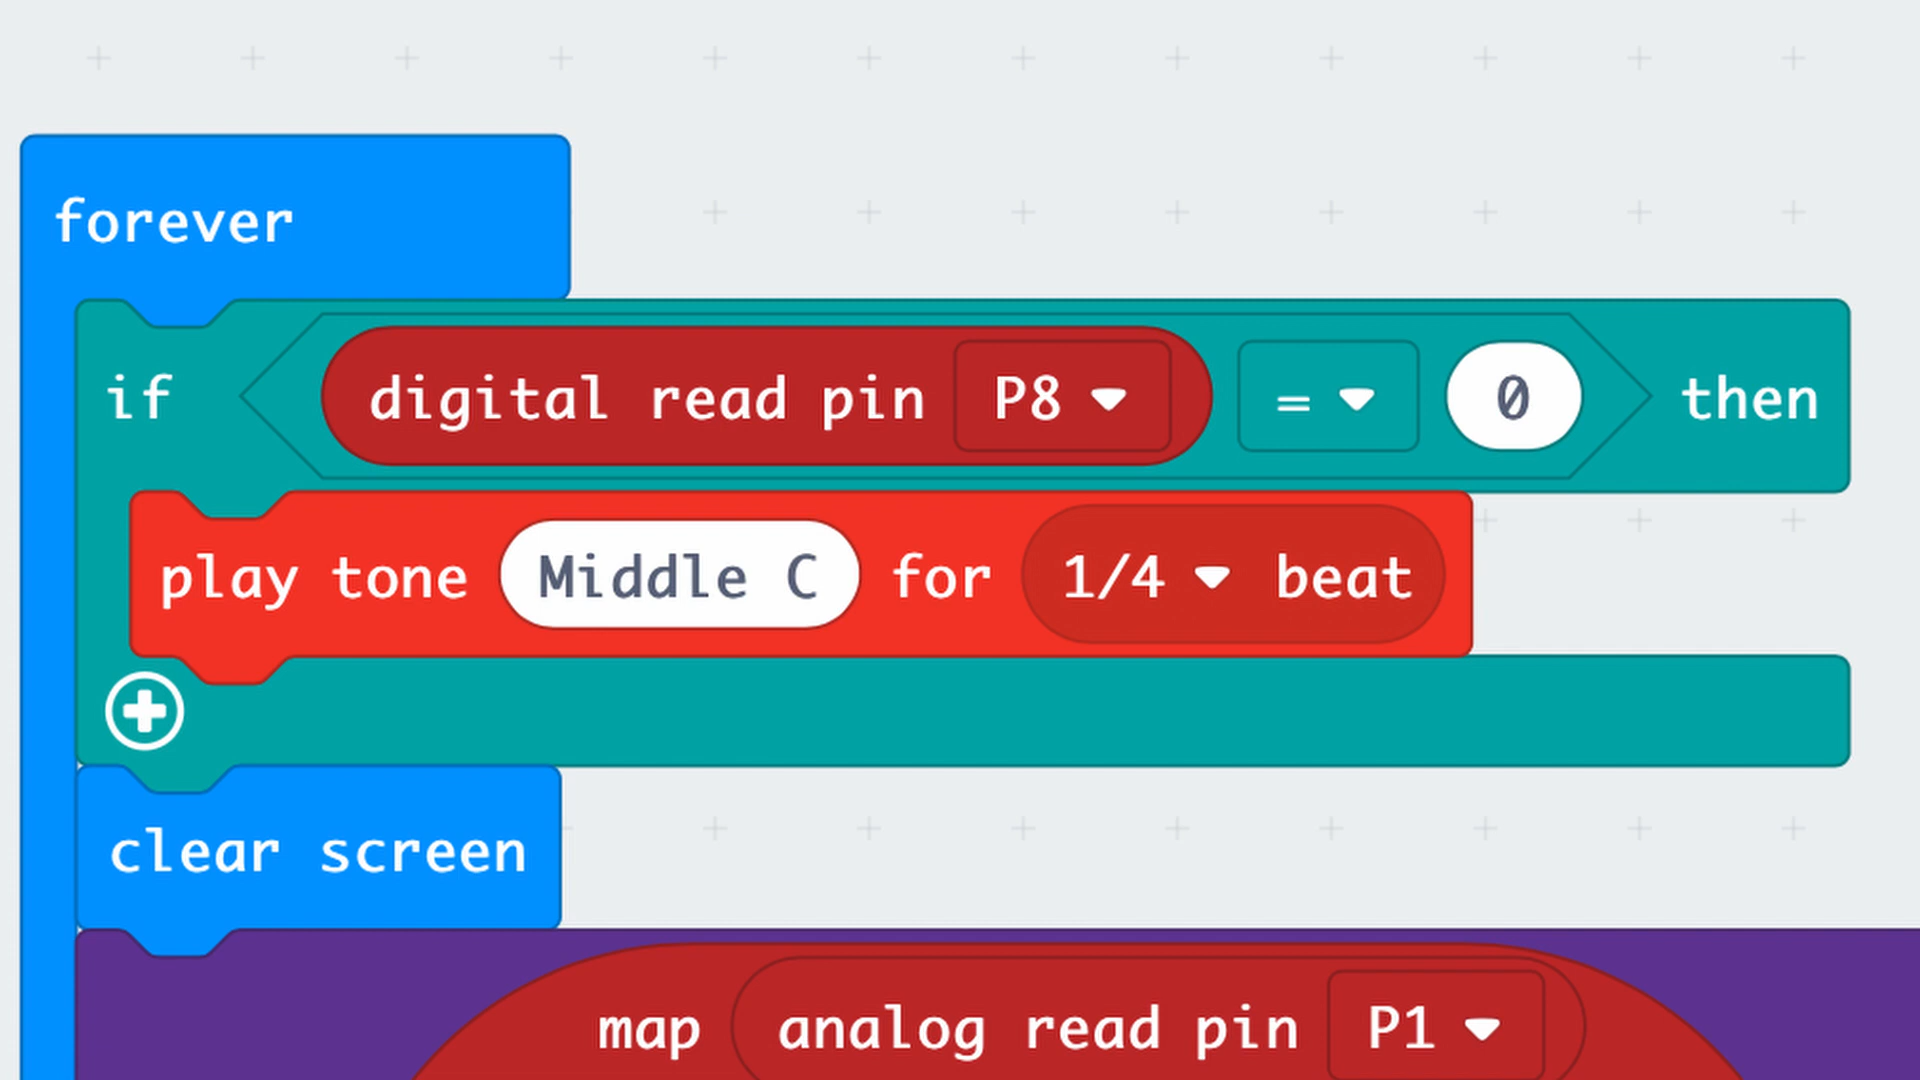 forever
if digital read pin P8 = 0 then
play tone Middle C for 1/4 beat
clear screen
map analog read pin P1